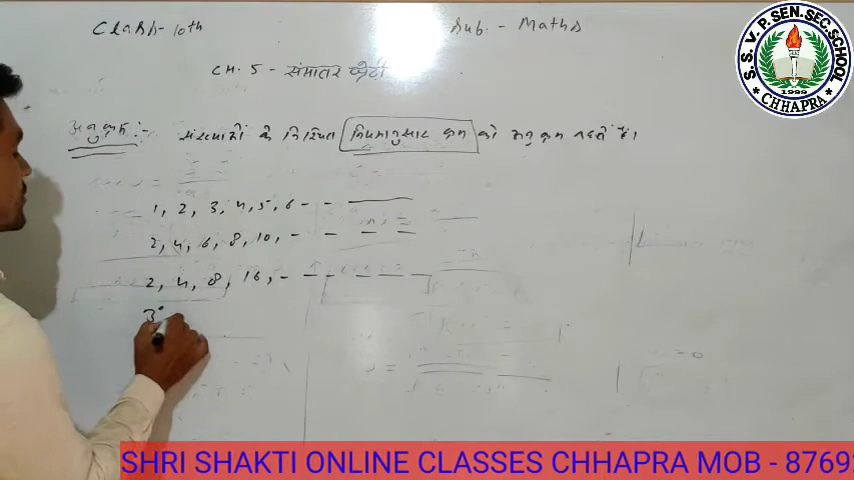 Class - 10th
Sub. - Maths
CH. 5 - समांतर श्रेढ़ी
अनुक्रम :- संख्याओं के निश्चित नियमानुसार क्रम को अनुक्रम कहते हैं।
1, 2, 3, 4, 5, 6 - -
2, 4, 6, 8, 10, - - - -
2, 4, 8, 16, - - - - - -
3
S. S. V. P. SEN. SEC. SCHOOL
1999
CHHAPRA
SHRI SHAKTI ONLINE CLASSES CHHAPRA MOB - 8769